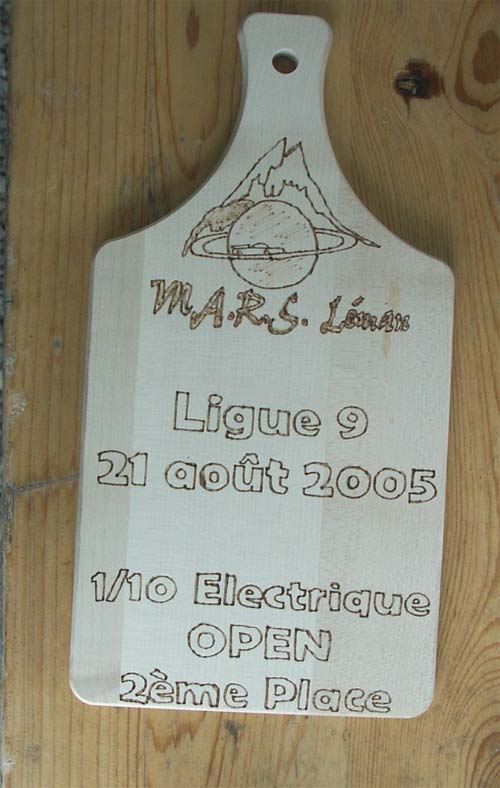 M.A.R.S. Léman
Ligue 9
21 août 2005
1/10 Electrique
OPEN
2ème Place